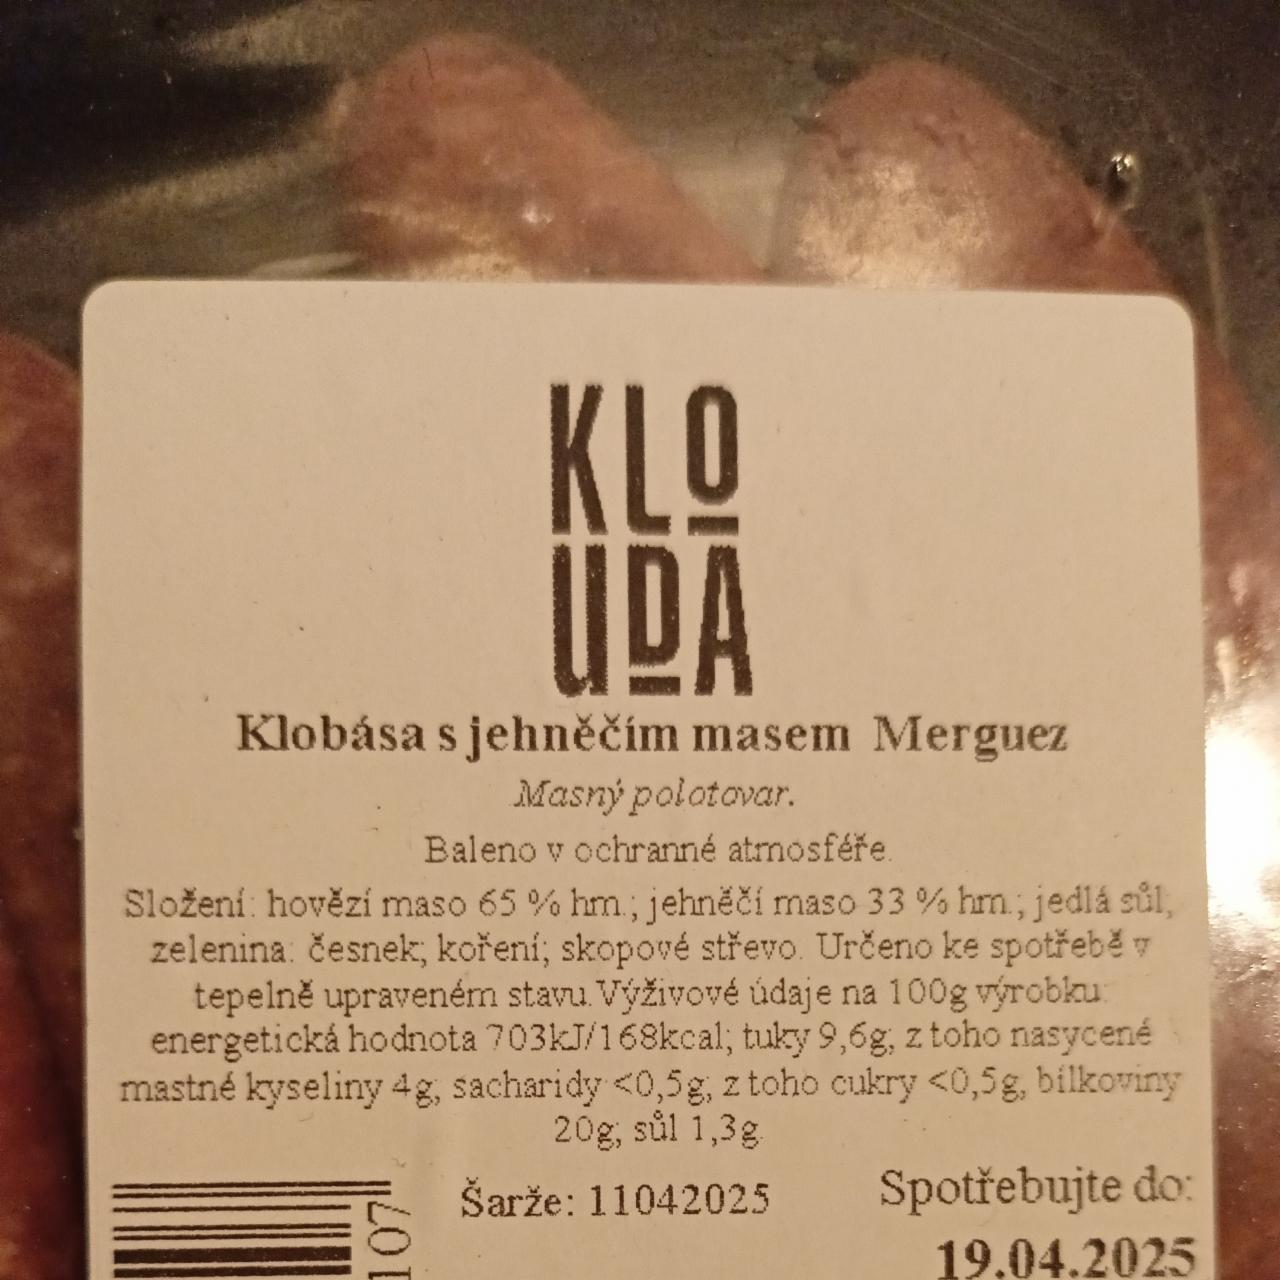 KLO
UDA
Klobása s jehněčím masem Merguez
Masný polotovar.
Baleno v ochranné atmosféře.
Složení: hovězí maso 65 % hm.; jehněčí maso 33 % hm.; jedlá sůl;
zelenina: česnek; koření; skopové střevo. Určeno ke spotřebě v
tepelně upraveném stavu.Výživové údaje na 100g výrobku:
energetická hodnota 703kJ/168kcal; tuky 9,6g; z toho nasycené
mastné kyseliny 4g; sacharidy <0,5g; z toho cukry <0,5g, bílkoviny
20g; sůl 1,3g.
Šarže: 11042025
Spotřebujte do:
19.04.2025
107